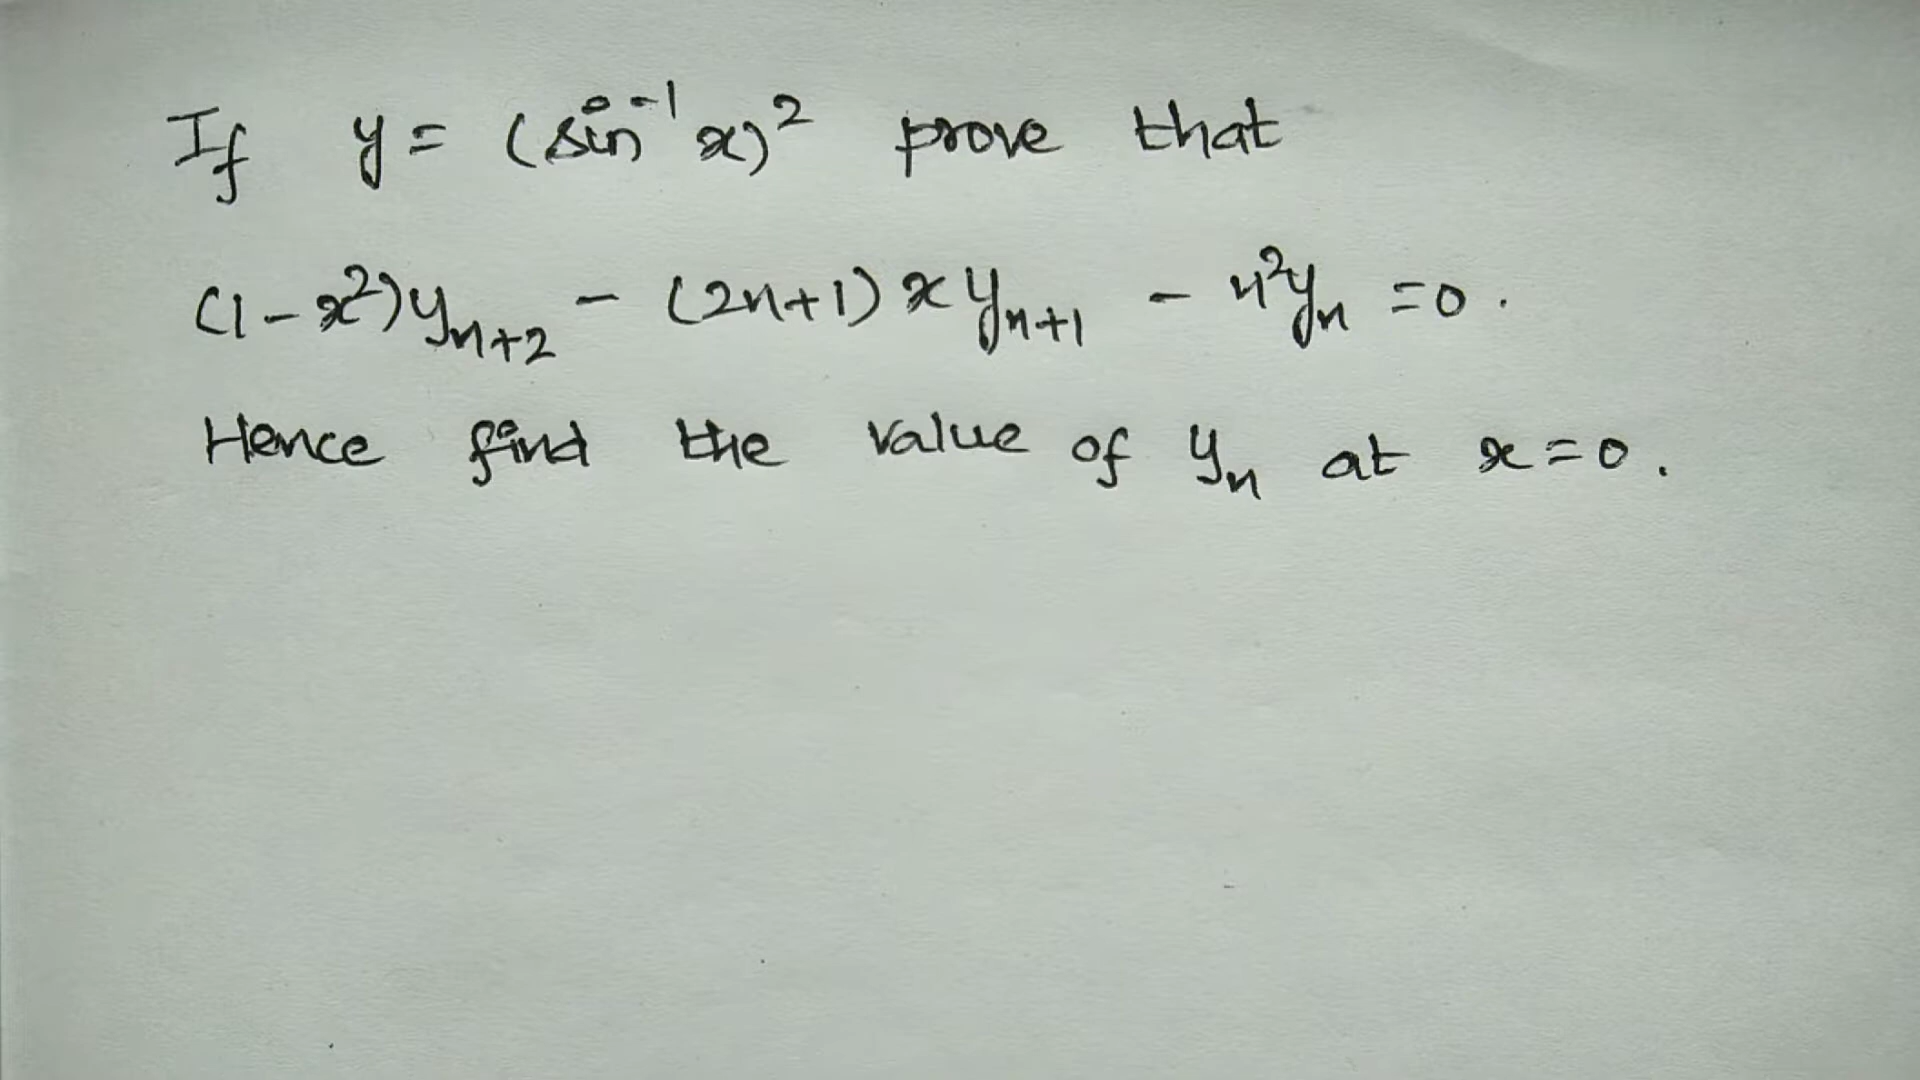 If y = (sin⁻¹x)² prove that
(1-x²)yₙ₊₂ - (2n+1)xyₙ₊₁ - n²yₙ = 0.
Hence find the value of yₙ at x=0.